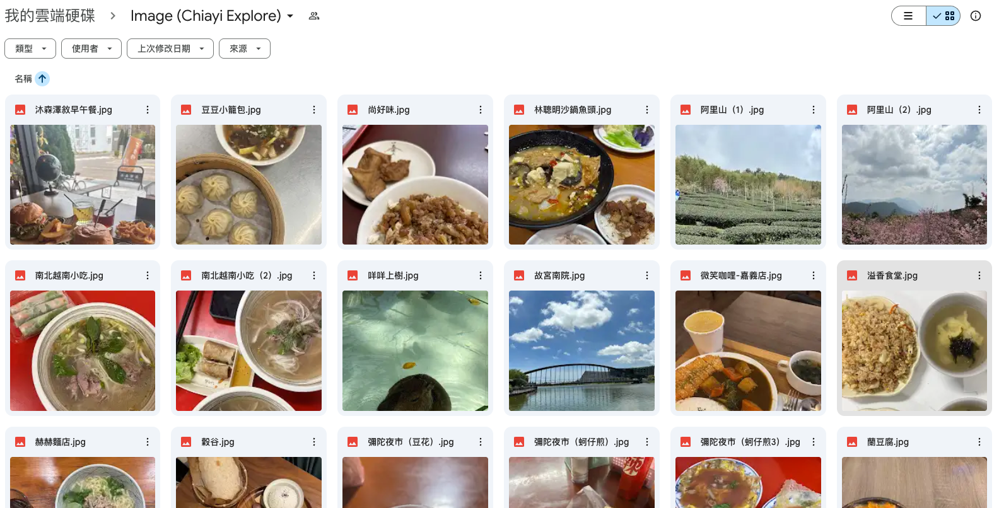 我的雲端硬碟
Image (Chiayi Explore)
類型
使用者
上次修改日期
來源
名稱
沐森澤敘早午餐.jpg
豆豆小籠包.jpg
尚好味.jpg
林聰明沙鍋魚頭.jpg
阿里山（1）.jpg
阿里山（2）.jpg
南北越南小吃.jpg
南北越南小吃（2）.jpg
咩咩上樹.jpg
故宮南院.jpg
微笑咖哩-嘉義店.jpg
溢香食堂.jpg
赫赫麵店.jpg
穀谷.jpg
彌陀夜市（豆花）.jpg
彌陀夜市（蚵仔煎）.jpg
彌陀夜市（蚵仔煎3）.jpg
蘭豆腐.jpg